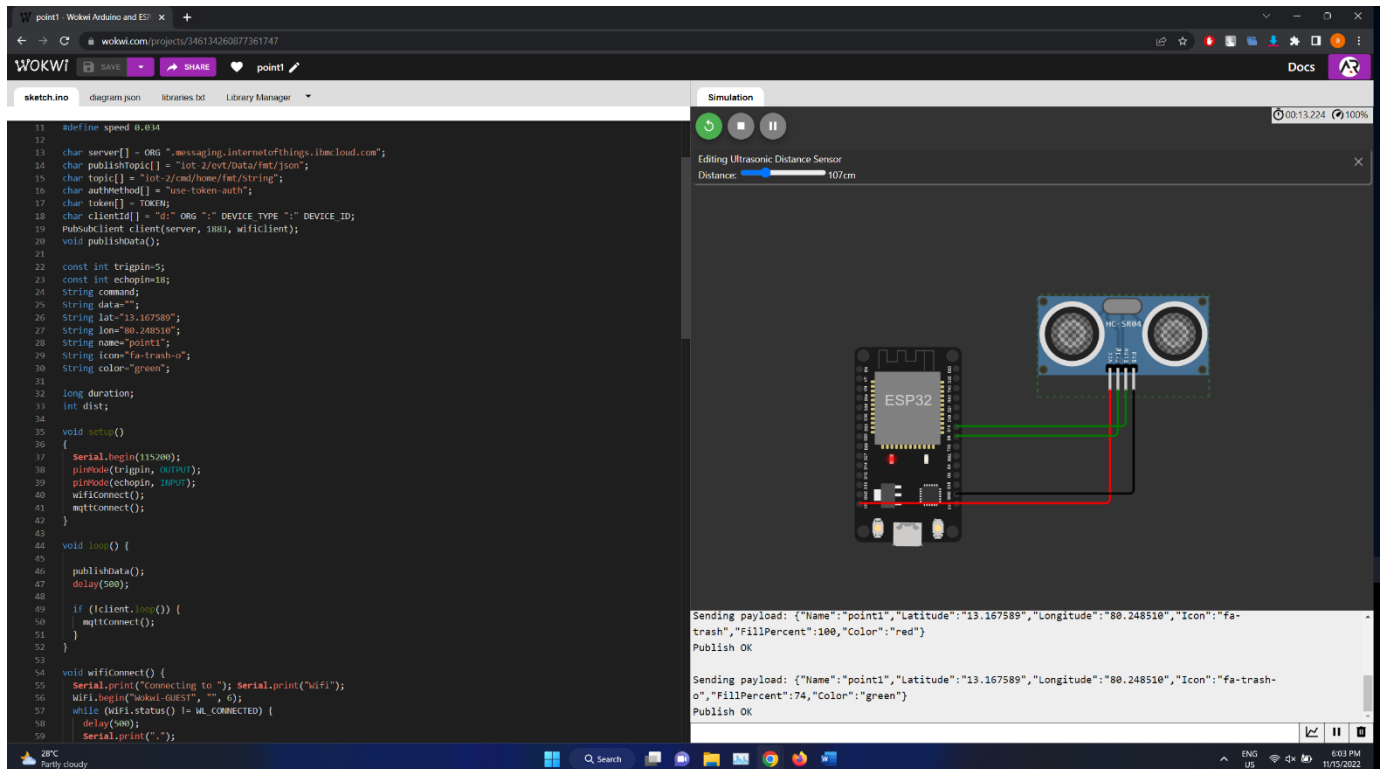 point1 - Wokwi Arduino and ESP
wokwi.com/projects/346134260877361747
WOKWi SAVE SHARE point1 Docs
sketch.ino diagram.json libraries.txt Library Manager
11 #define speed 0.034
12
13 char server[] = ORG ".messaging.internetofthings.ibmcloud.com";
14 char publishTopic[] = "iot-2/evt/Data/fmt/json";
15 char topic[] = "iot-2/cmd/home/fmt/String";
16 char authMethod[] = "use-token-auth";
17 char token[] = TOKEN;
18 char clientId[] = "d:" ORG ":" DEVICE_TYPE ":" DEVICE_ID;
19 PubSubClient client(server, 1883, wifiClient);
20 void publishData();
21
22 const int trigpin=5;
23 const int echopin=18;
24 String command;
25 String data="";
26 String lat="13.167589";
27 String lon="80.248510";
28 String name="point1";
29 String icon="fa-trash-o";
30 String color="green";
31
32 long duration;
33 int dist;
34
35 void setup()
36 {
37 Serial.begin(115200);
38 pinMode(trigpin, OUTPUT);
39 pinMode(echopin, INPUT);
40 wifiConnect();
41 mqttConnect();
42 }
43
44 void loop() {
45
46 publishData();
47 delay(500);
48
49 if (!client.loop()) {
50 mqttConnect();
51 }
52 }
53
54 void wifiConnect() {
55 Serial.print("Connecting to "); Serial.print("Wifi");
56 WiFi.begin("Wokwi-GUEST", "", 6);
57 while (WiFi.status() != WL_CONNECTED) {
58 delay(500);
59 Serial.print(".");
Simulation
00:13.224 100%
Editing Ultrasonic Distance Sensor
Distance: 107cm
HC-SR04
Vcc Trig Echo Gnd
ESP32
Sending payload: {"Name":"point1","Latitude":"13.167589","Longitude":"80.248510","Icon":"fa-
trash","FillPercent":100,"Color":"red"}
Publish OK
Sending payload: {"Name":"point1","Latitude":"13.167589","Longitude":"80.248510","Icon":"fa-trash-
o","FillPercent":74,"Color":"green"}
Publish OK
28°C
Partly cloudy
Search
ENG
US
6:03 PM
11/15/2022